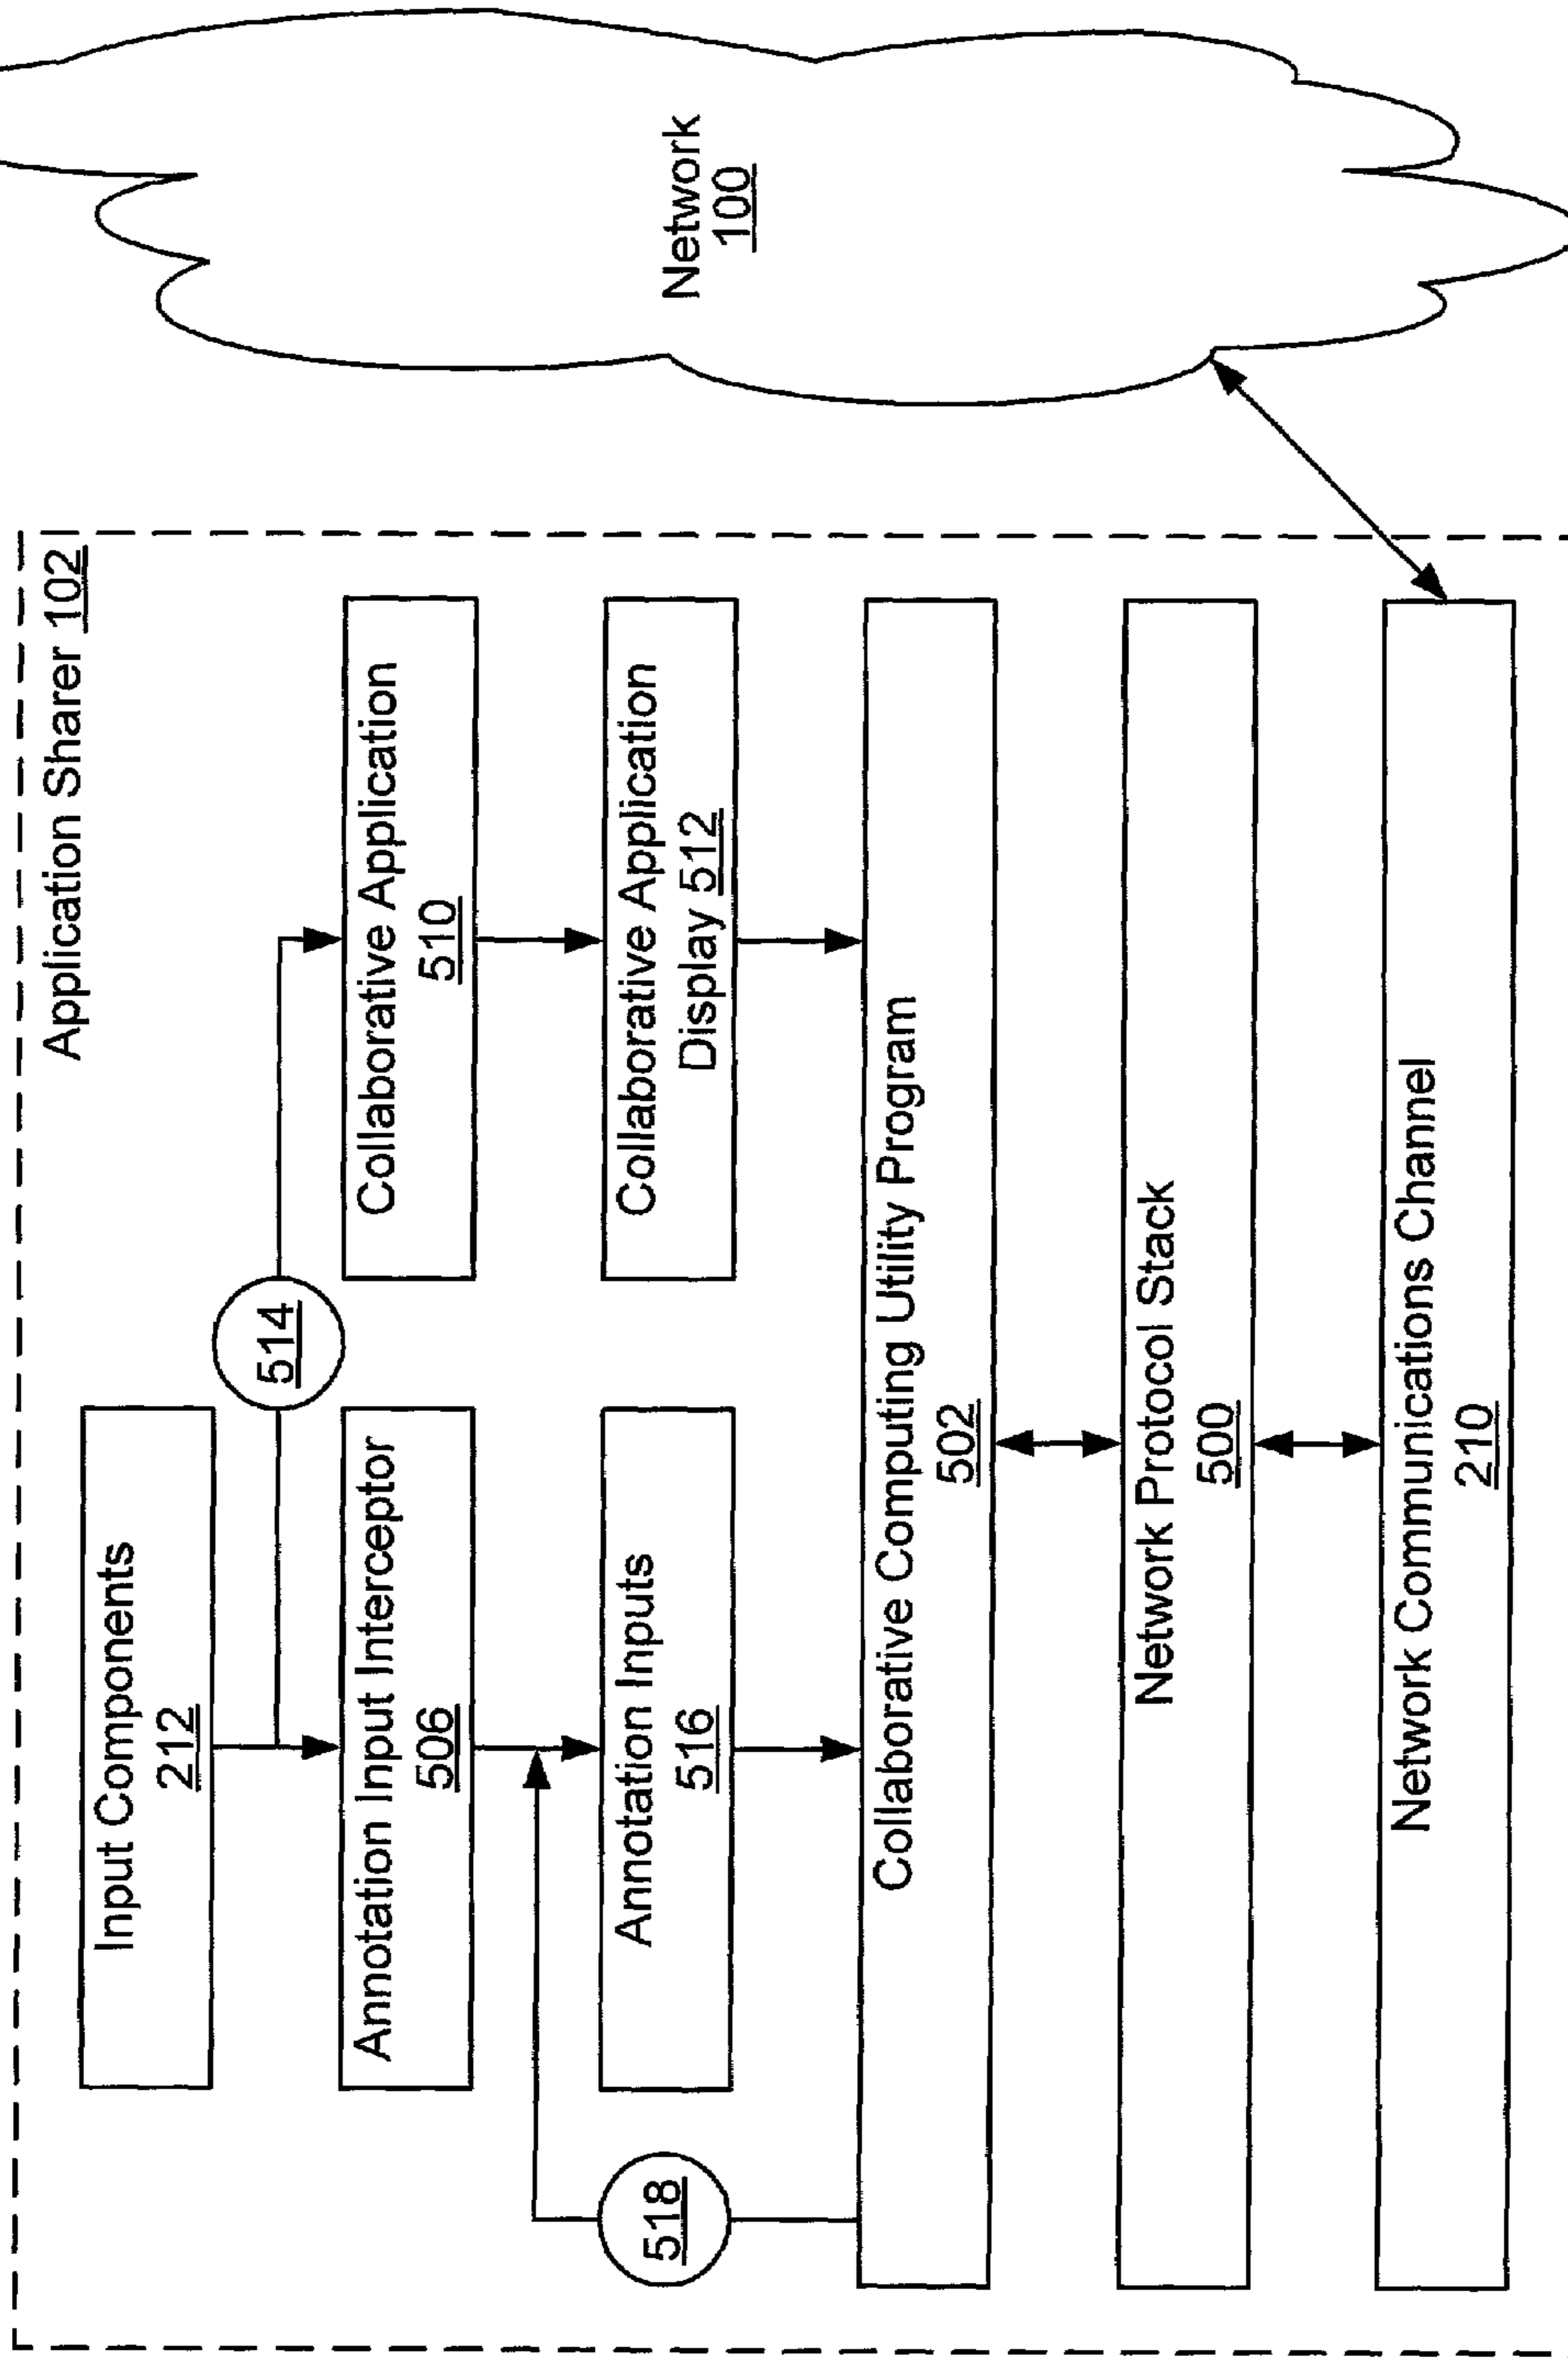 Application Sharer 102
Input Components
212
514
Annotation Input Interceptor
506
Collaborative Application
510
518
Annotation Inputs
516
Collaborative Application
Display 512
Collaborative Computing Utility Program
502
Network Protocol Stack
500
Network Communications Channel
210
Network
100